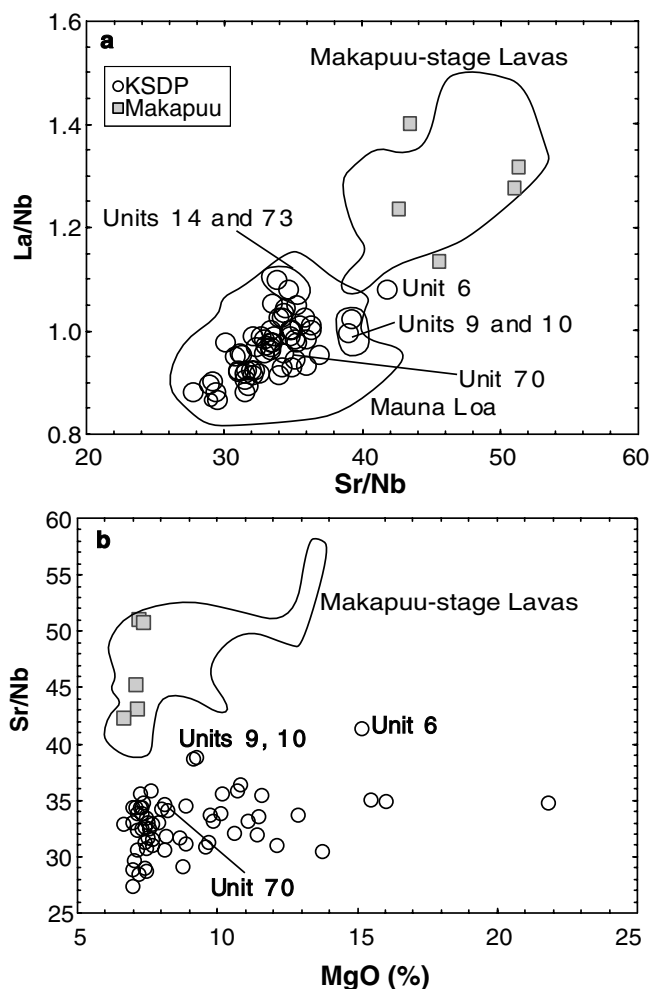 1.6
a
Makapuu-stage Lavas
KSDP
Makapuu
1.4
La/Nb
Units 14 and 73
1.2
Unit 6
Units 9 and 10
1.0
Unit 70
Mauna Loa
0.8
20 30 40 50 60
Sr/Nb
60
b
55
Makapuu-stage Lavas
50
Sr/Nb
45
Units 9, 10
Unit 6
40
35
30
Unit 70
25
5 10 15 20 25
MgO (%)